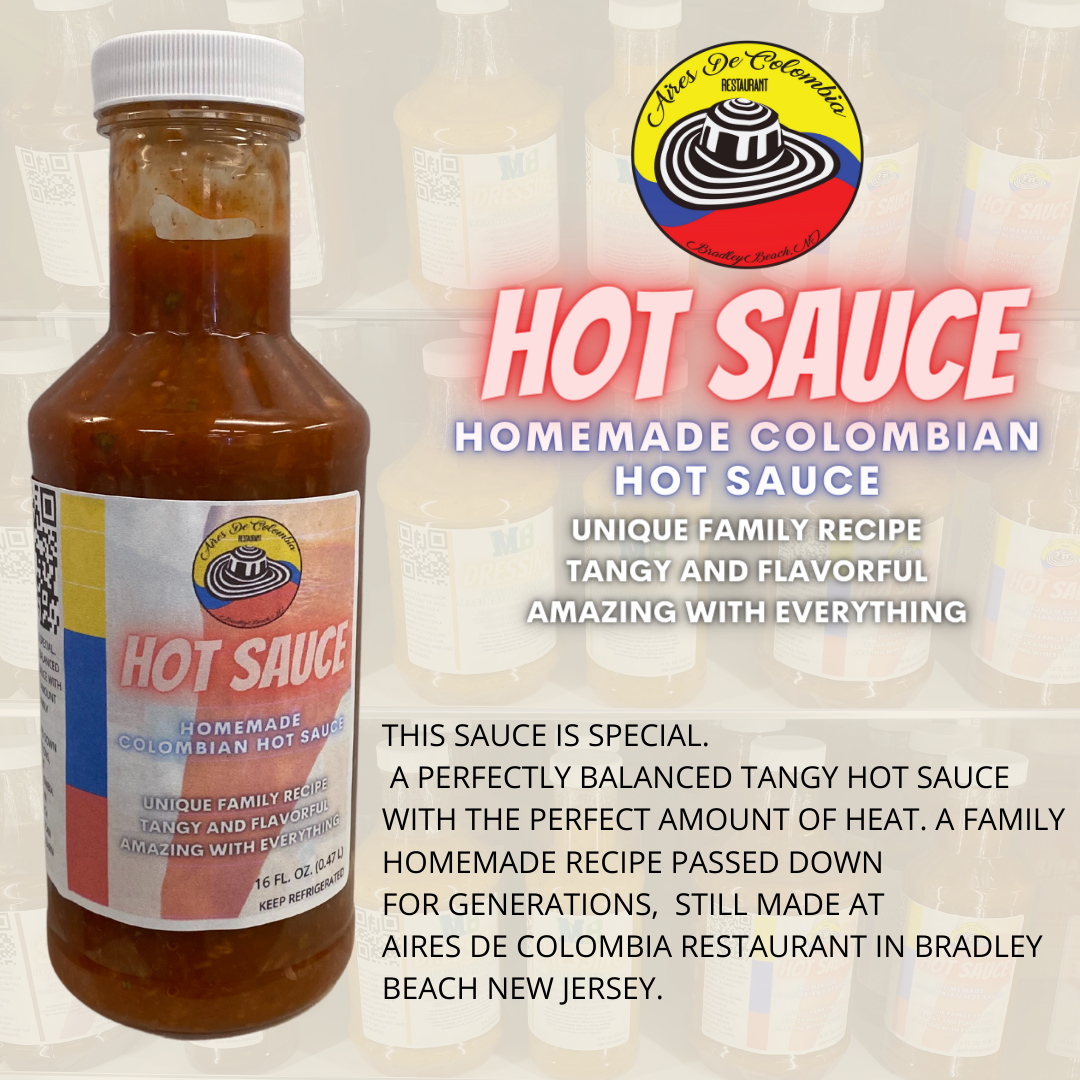 Aires De Colombia
RESTAURANT
Bradley Beach, NJ
HOT SAUCE
HOMEMADE COLOMBIAN
HOT SAUCE
UNIQUE FAMILY RECIPE
TANGY AND FLAVORFUL
AMAZING WITH EVERYTHING
Aires De Colombia
RESTAURANT
Bradley Beach, NJ
HOT SAUCE
HOMEMADE
COLOMBIAN HOT SAUCE
UNIQUE FAMILY RECIPE
TANGY AND FLAVORFUL
AMAZING WITH EVERYTHING
16 FL. OZ. (0.47 L)
KEEP REFRIGERATED
THIS SAUCE IS SPECIAL.
A PERFECTLY BALANCED TANGY HOT SAUCE
WITH THE PERFECT AMOUNT OF HEAT. A FAMILY
HOMEMADE RECIPE PASSED DOWN
FOR GENERATIONS, STILL MADE AT
AIRES DE COLOMBIA RESTAURANT IN BRADLEY
BEACH NEW JERSEY.